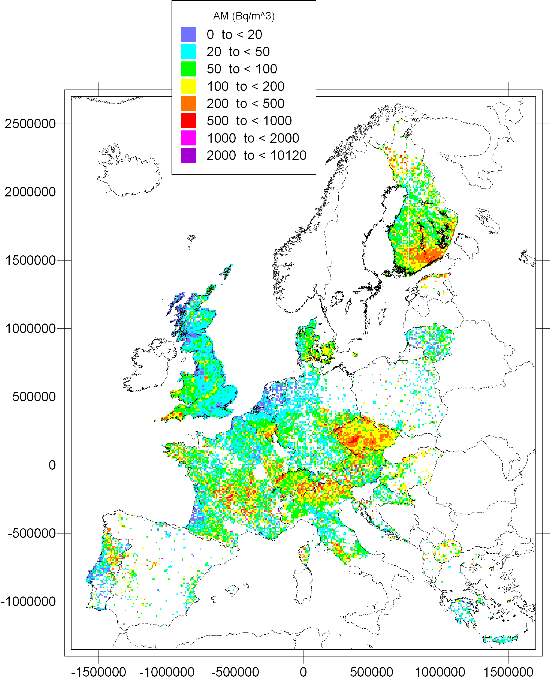 AM (Bq/m^3)
0 to < 20
20 to < 50
50 to < 100
100 to < 200
200 to < 500
500 to < 1000
1000 to < 2000
2000 to < 10120
2500000
2000000
1500000
1000000
500000
0
-500000
-1000000
-1500000 -1000000 -500000 0 500000 1000000 1500000